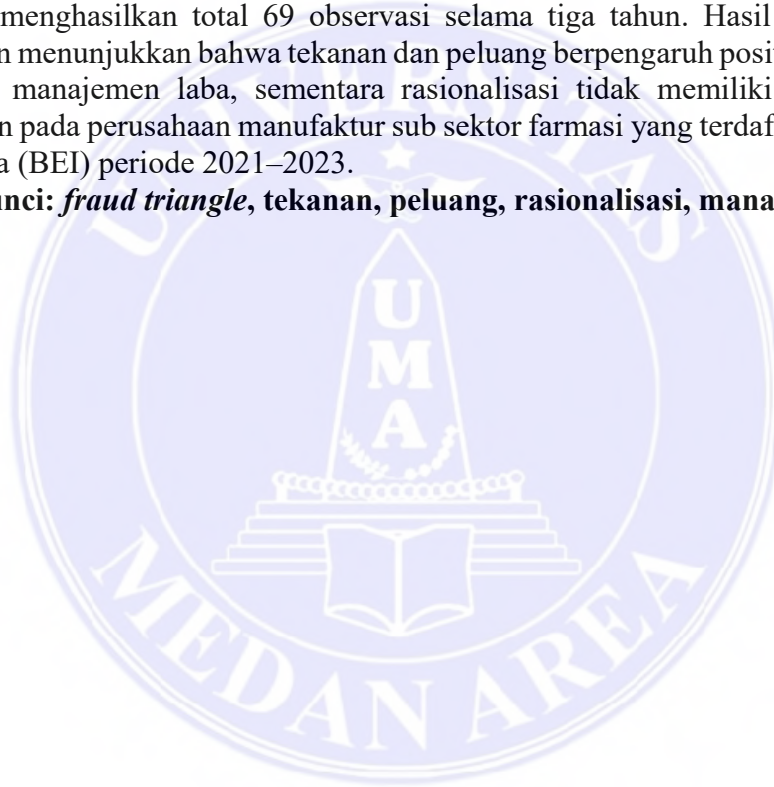 menghasilkan total 69 observasi selama tiga tahun. Hasil
menunjukkan bahwa tekanan dan peluang berpengaruh posi
manajemen laba, sementara rasionalisasi tidak memiliki
pada perusahaan manufaktur sub sektor farmasi yang terdaf
(BEI) periode 2021–2023.
fraud triangle, tekanan, peluang, rasionalisasi, mana
UNIVERSITAS
UMA
MEDAN AREA